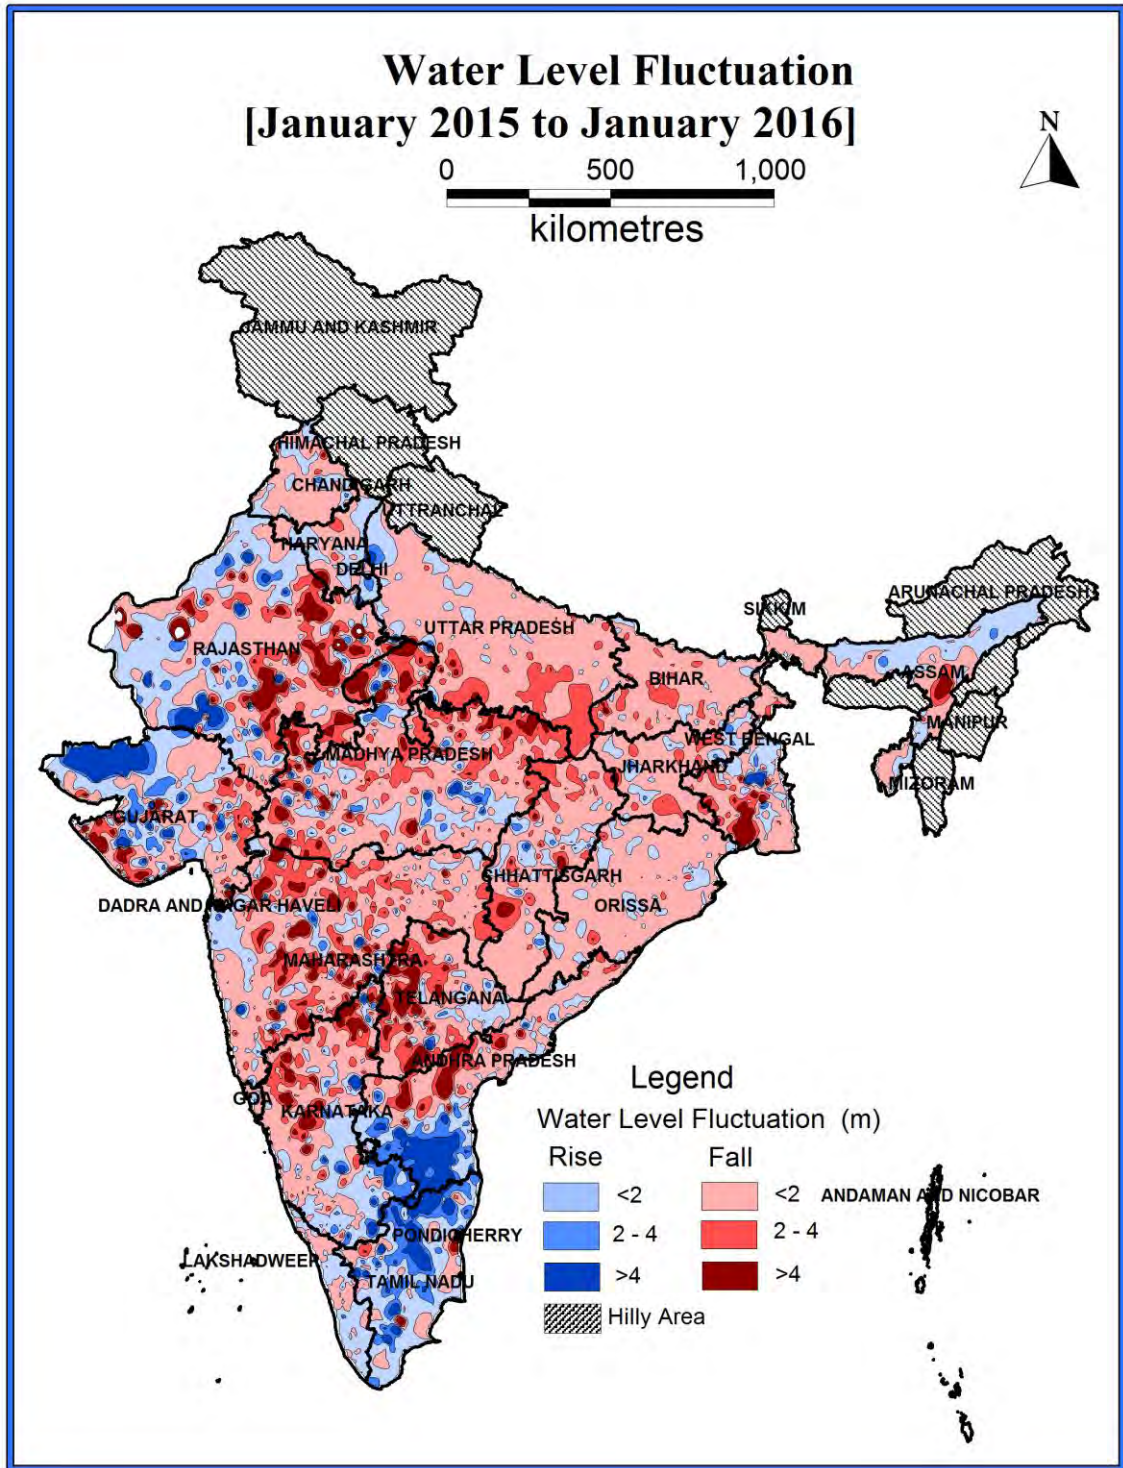 Water Level Fluctuation
[January 2015 to January 2016]
N
0 500 1,000
kilometres
JAMMU AND KASHMIR
HIMACHAL PRADESH
CHANDIGARH
TTRANCHAL
HARYANA
DELHI
ARUNACHAL PRADESH
SIKKIM
UTTAR PRADESH
RAJASTHAN
BIHAR
ASSAM
MANIPUR
WEST BENGAL
MADHYA PRADESH
JHARKHAND
MIZORAM
GUJARAT
CHHATTISGARH
DADRA AND NAGAR HAVELI
ORISSA
MAHARASHTRA
TELANGANA
ANDHRA PRADESH
GOA
KARNATAKA
Legend
Water Level Fluctuation (m)
Rise Fall
<2 <2
ANDAMAN AND NICOBAR
2 - 4 2 - 4
PONDICHERRY
LAKSHADWEEP
TAMIL NADU
>4 >4
Hilly Area